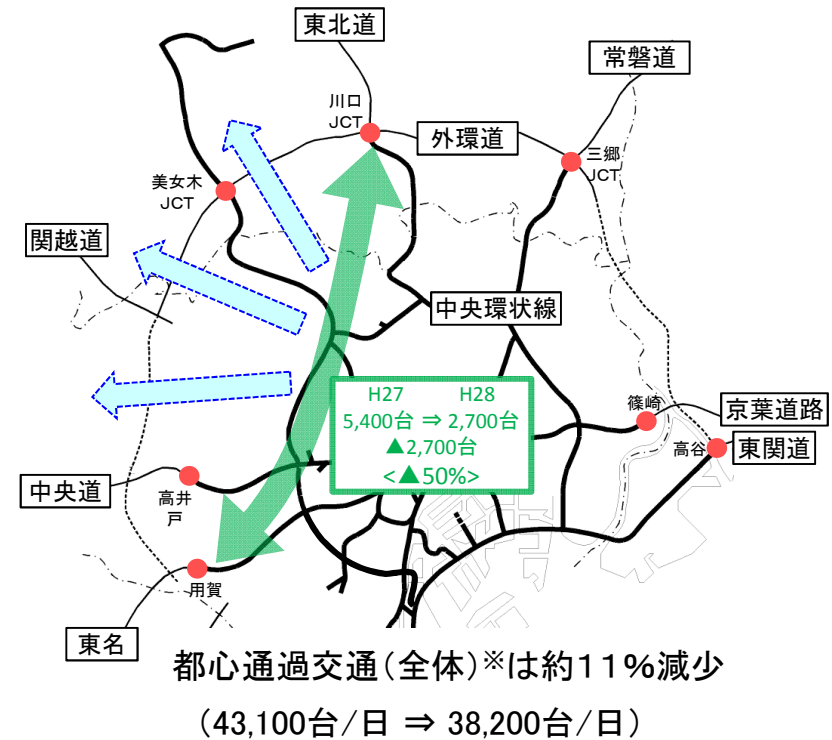 東北道
常磐道
川口
JCT
外環道
三郷
JCT
美女木
JCT
関越道
中央環状線
H27 H28
5,400台 ⇒ 2,700台
▲2,700台
<▲50%>
篠崎
京葉道路
高谷
東関道
中央道
高井
戸
用賀
東名
都心通過交通(全体)※は約11%減少
(43,100台/日 ⇒ 38,200台/日)